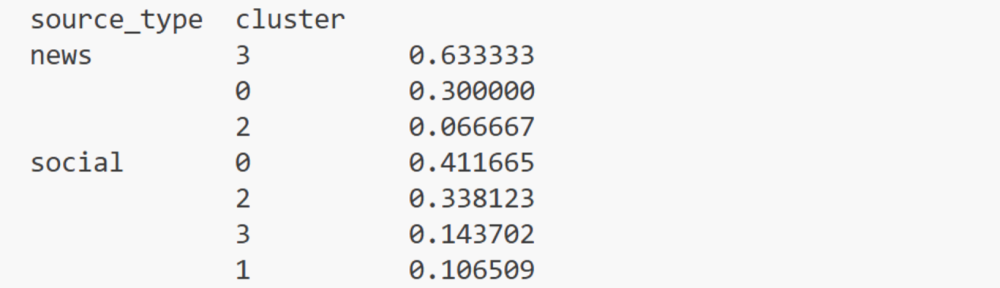 source_type  cluster
news         3          0.633333
             0          0.300000
             2          0.066667
social       0          0.411665
             2          0.338123
             3          0.143702
             1          0.106509